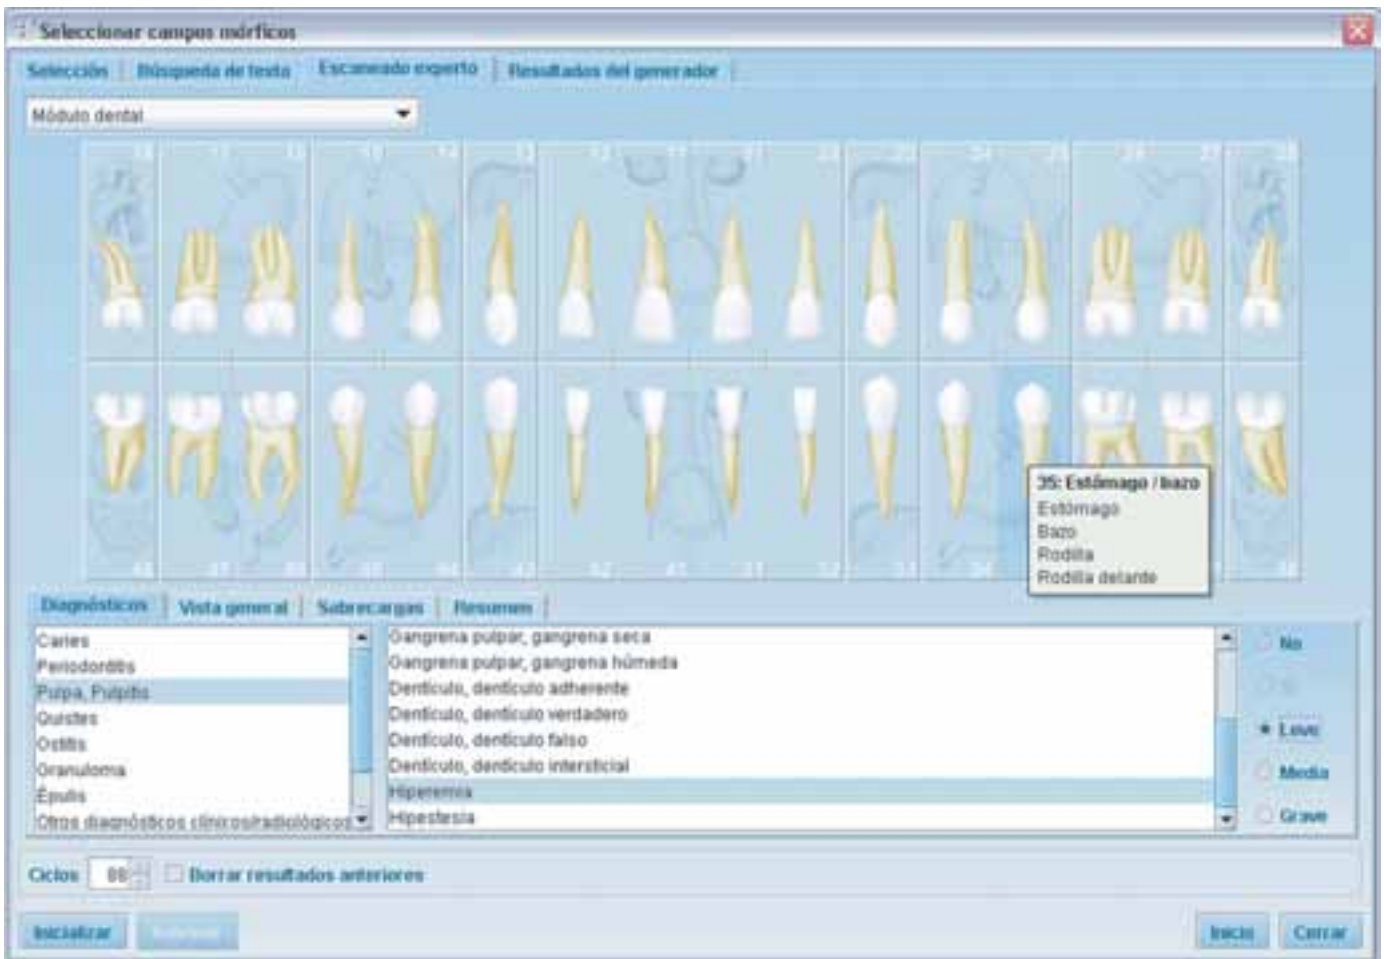 Seleccionar campos mórficos
Selección Búsqueda de texto Escaneado experto Resultados del generador
Módulo dental
35: Estómago / bazo
Estómago
Bazo
Rodilla
Rodilla delante
Diagnósticos Vista general Sobrecargas Resumen
Caries
Periodontitis
Pulpa, Pulpitis
Quistes
Ostitis
Granuloma
Épulis
Otros diagnósticos clínicos/radiológicos
Gangrena pulpar, gangrena seca
Gangrena pulpar, gangrena húmeda
Dentículo, dentículo adherente
Dentículo, dentículo verdadero
Dentículo, dentículo falso
Dentículo, dentículo intersticial
Hiperemia
Hipestesia
No
Leve
Media
Grave
Ciclos 88 Borrar resultados anteriores
Inicializar
Inicio Cerrar